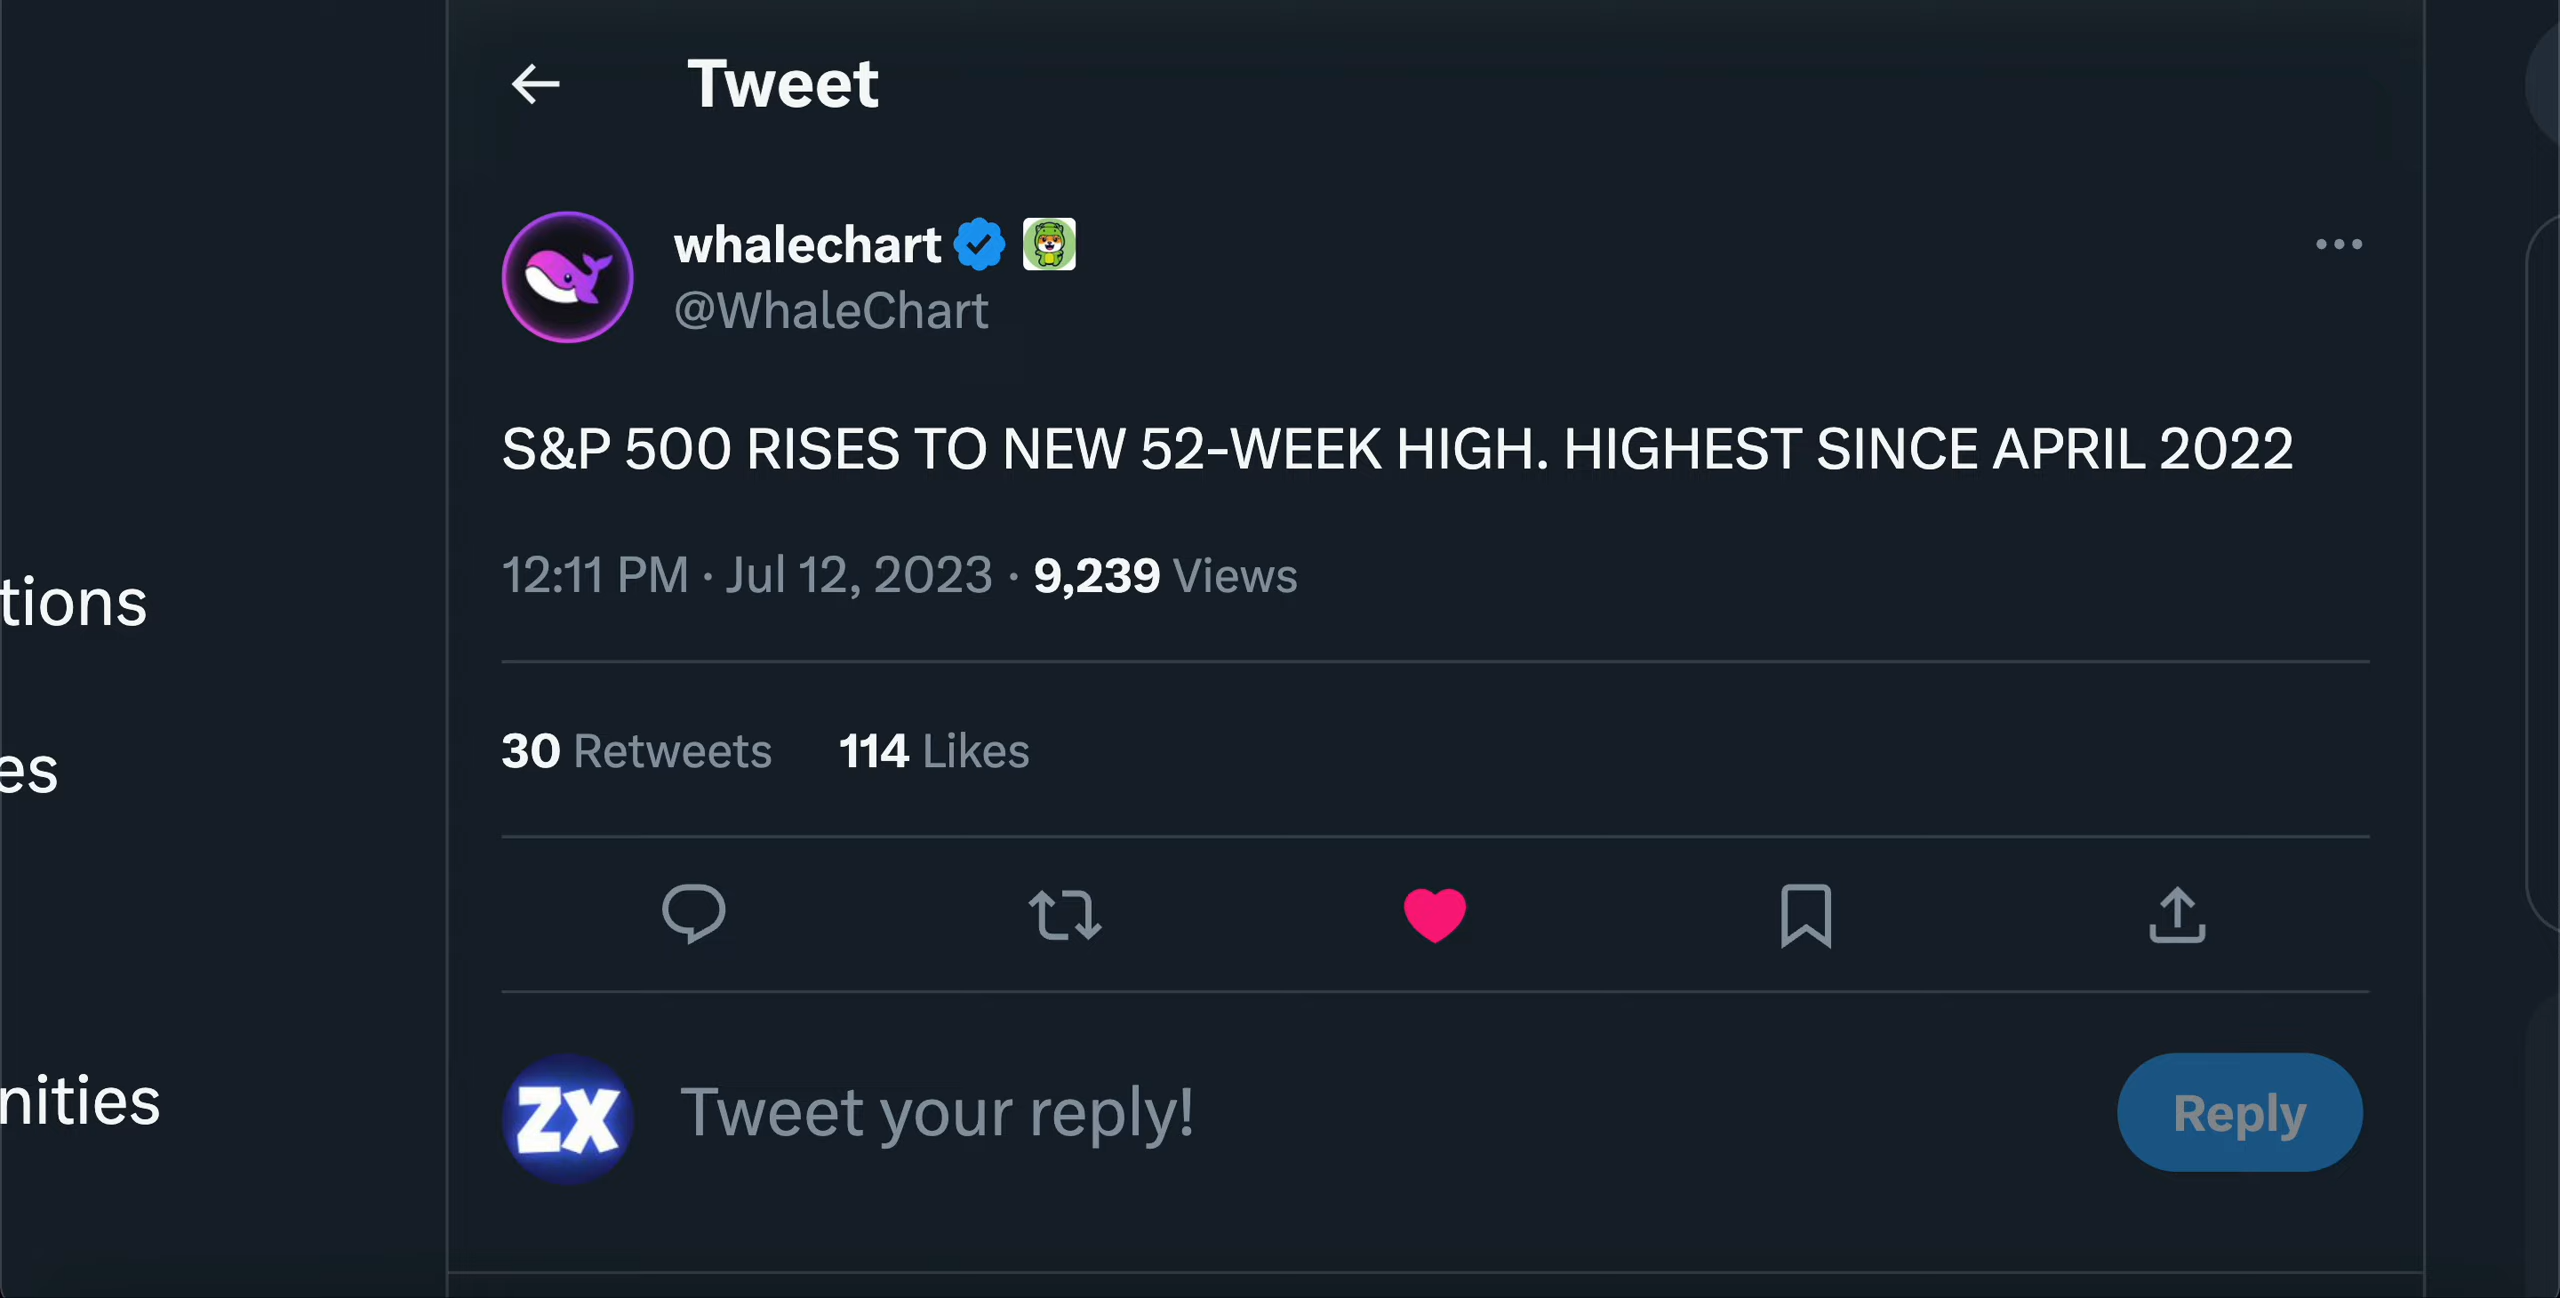 Tweet
whalechart
@WhaleChart
S&P 500 RISES TO NEW 52-WEEK HIGH. HIGHEST SINCE APRIL 2022
12:11 PM · Jul 12, 2023 · 9,239 Views
tions
30 Retweets 114 Likes
es
nities
ZX Tweet your reply! Reply